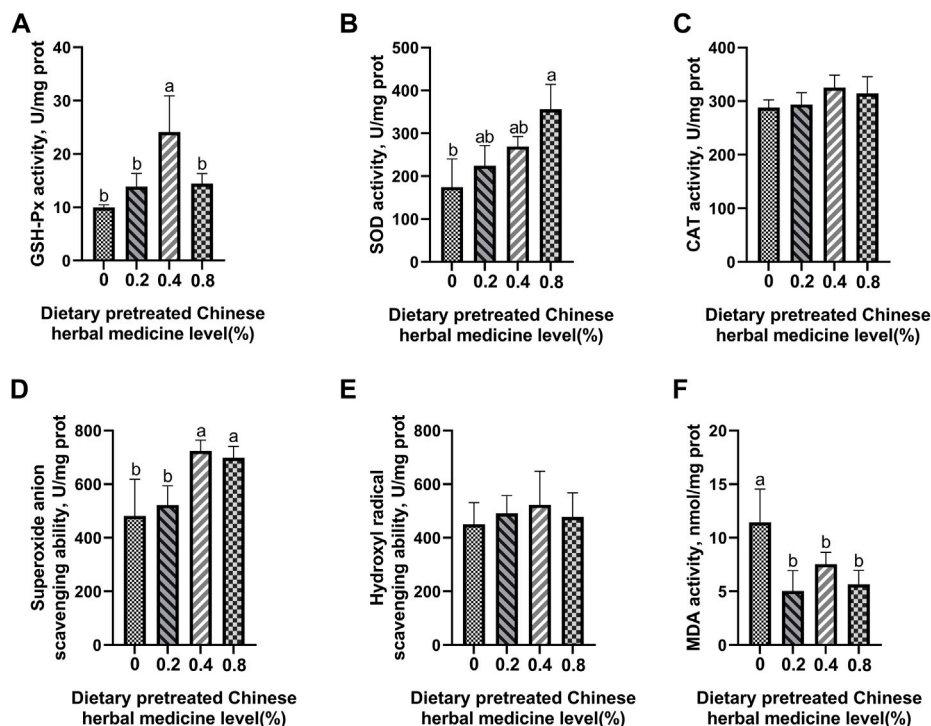 A
GSH-Px activity, U/mg prot
40
30
20
10
0
b
b
a
b
0 0.2 0.4 0.8
Dietary pretreated Chinese
herbal medicine level(%)
B
SOD activity, U/mg prot
500
400
300
200
100
0
b
ab
ab
a
0 0.2 0.4 0.8
Dietary pretreated Chinese
herbal medicine level(%)
C
CAT activity, U/mg prot
400
300
200
100
0
0 0.2 0.4 0.8
Dietary pretreated Chinese
herbal medicine level(%)
D
Superoxide anion
scavenging ability, U/mg prot
800
600
400
200
0
b
b
a
a
0 0.2 0.4 0.8
Dietary pretreated Chinese
herbal medicine level(%)
E
Hydroxyl radical
scavenging ability, U/mg prot
800
600
400
200
0
0 0.2 0.4 0.8
Dietary pretreated Chinese
herbal medicine level(%)
F
MDA activity, nmol/mg prot
20
15
10
5
0
a
b
b
b
0 0.2 0.4 0.8
Dietary pretreated Chinese
herbal medicine level(%)